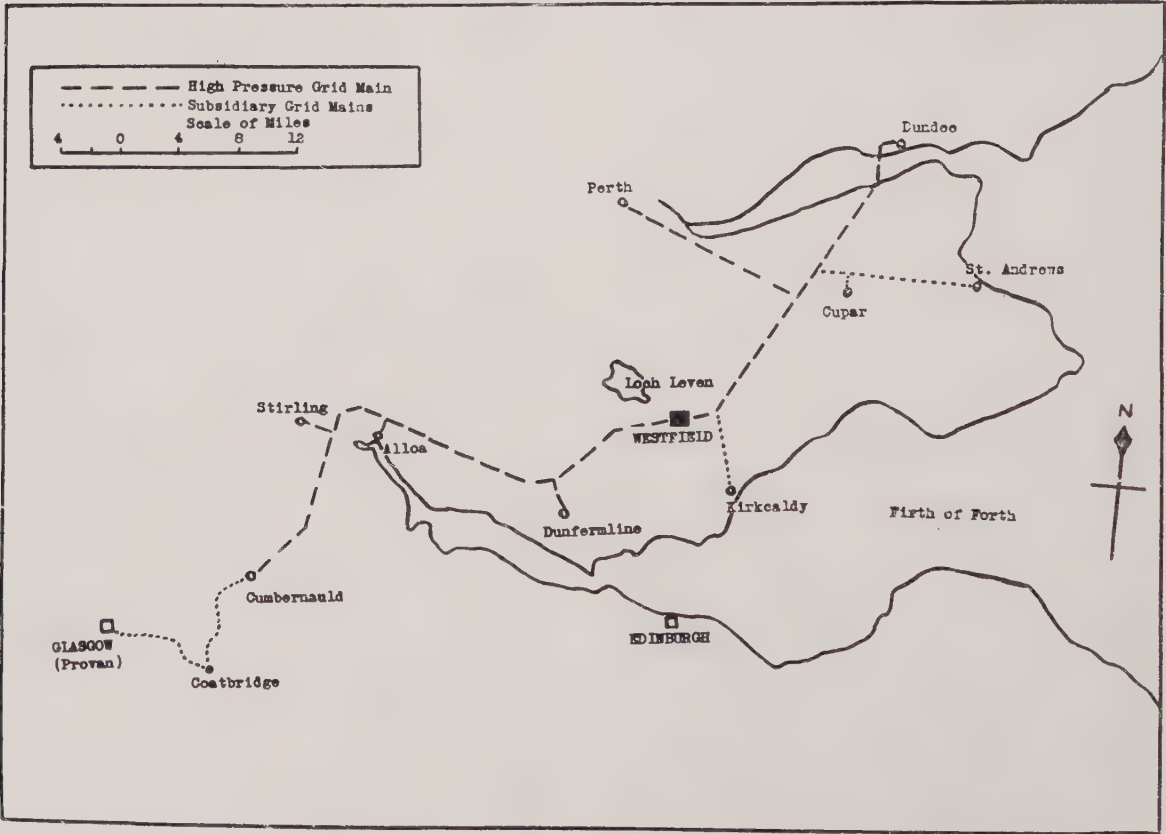 High Pressure Grid Main
Subsidiary Grid Mains
Scale of Miles
4 0 4 8 12
Dundee
Perth
St. Andrews
Cupar
Loch Leven
Stirling
WESTFIELD
Alloa
N
Kirkcaldy
Dunfermline
Firth of Forth
Cumbernauld
GLASGOW
(Provan)
EDINBURGH
Coatbridge